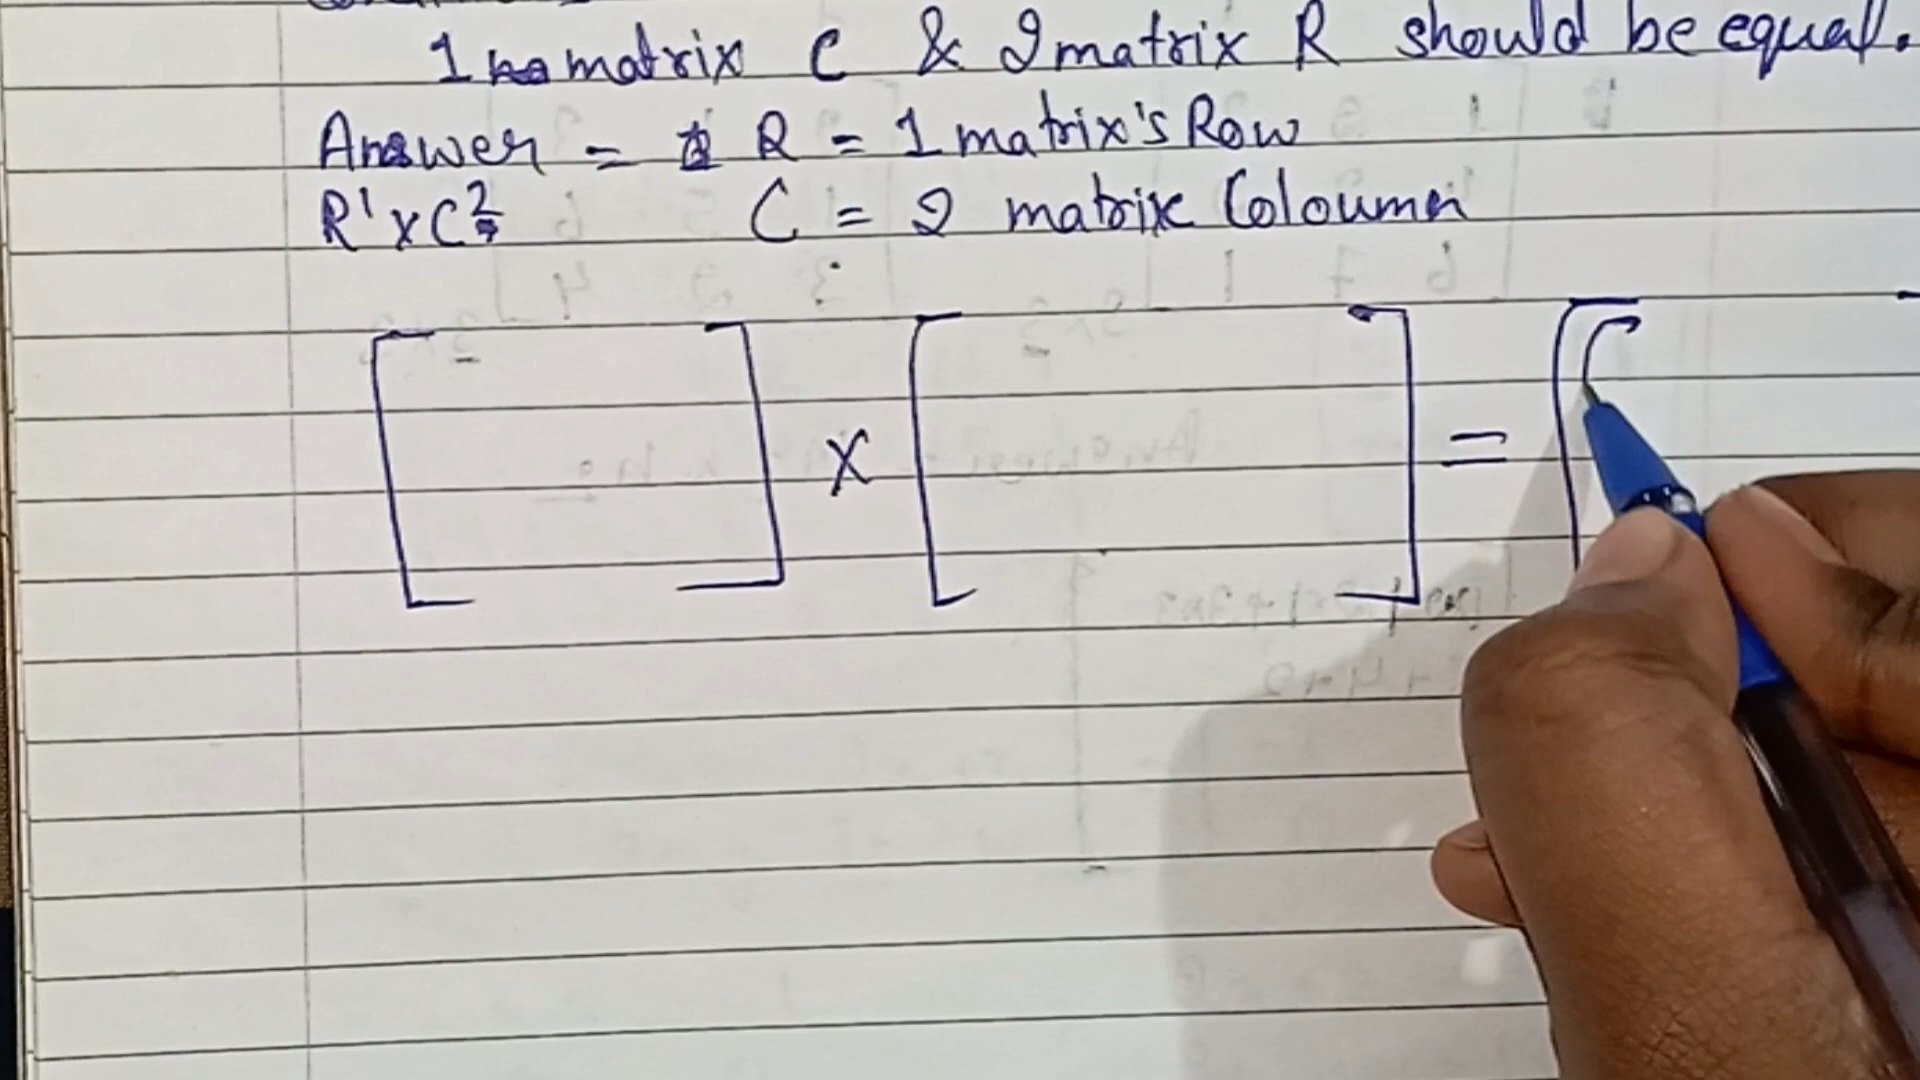 1 matrix C & 2 matrix R should be equal.
Answer = R = 1 matrix's Row
R¹ x C² C = 2 matrix Coloumn
[ ] x [ ] = [